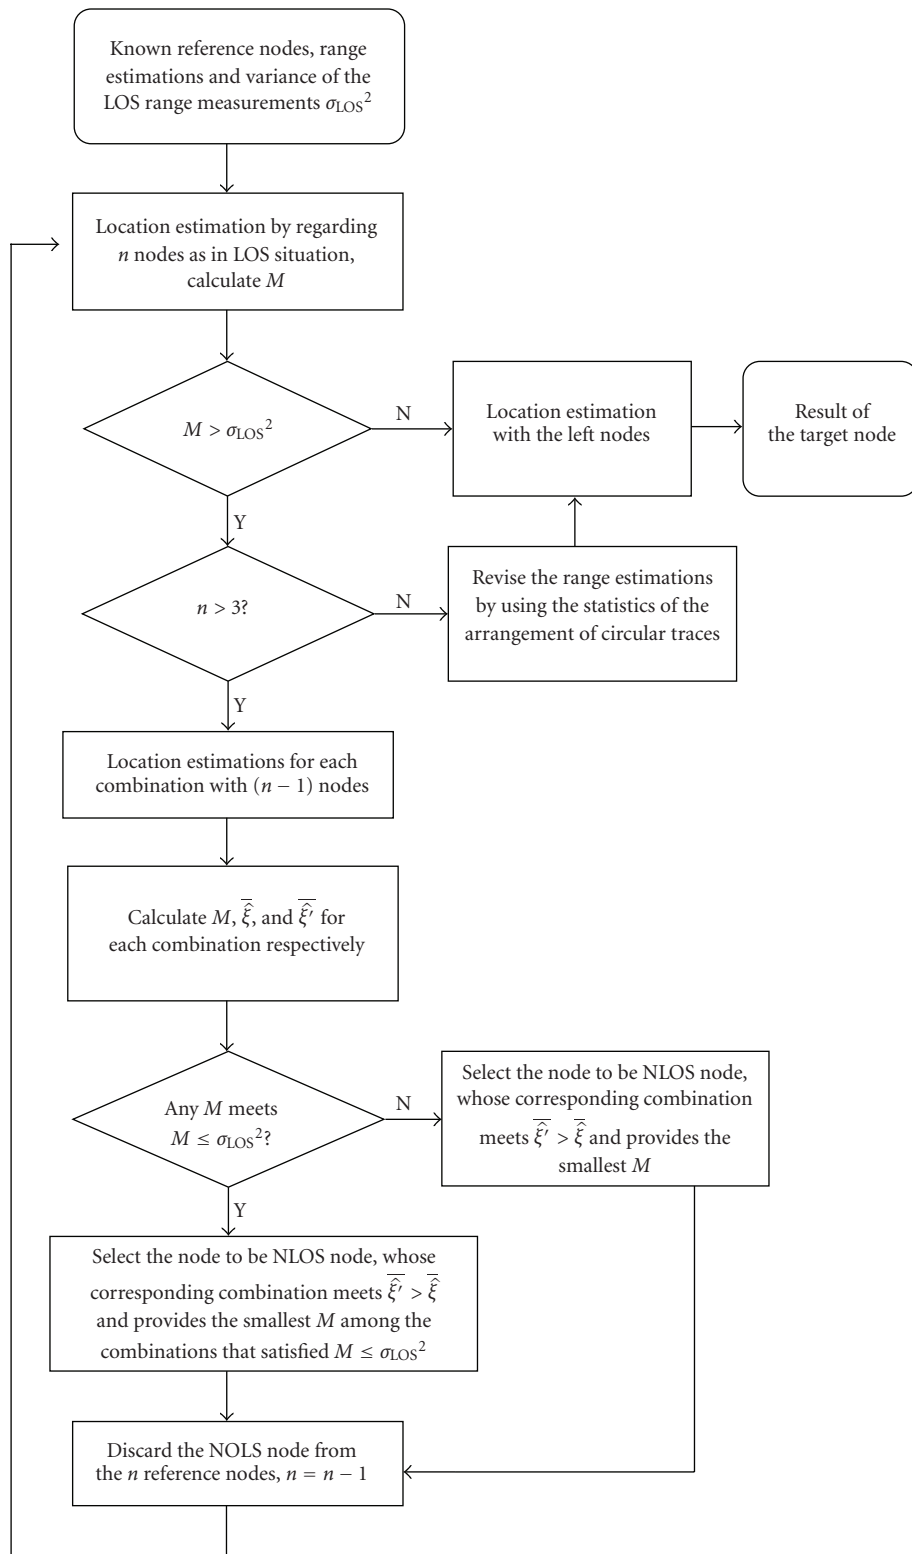 Known reference nodes, range
estimations and variance of the
LOS range measurements σ_LOS²
Location estimation by regarding
n nodes as in LOS situation,
calculate M
M > σ_LOS²
N
Location estimation
with the left nodes
Result of
the target node
Y
n > 3?
N
Revise the range estimations
by using the statistics of the
arrangement of circular traces
Y
Location estimations for each
combination with (n − 1) nodes
Calculate M, ξ̂̅, and ξ̂′̅ for
each combination respectively
Any M meets
M ≤ σ_LOS²?
N
Select the node to be NLOS node,
whose corresponding combination
meets ξ̂′̅ > ξ̂̅ and provides the
smallest M
Y
Select the node to be NLOS node, whose
corresponding combination meets ξ̂′̅ > ξ̂̅
and provides the smallest M among the
combinations that satisfied M ≤ σ_LOS²
Discard the NOLS node from
the n reference nodes, n = n − 1